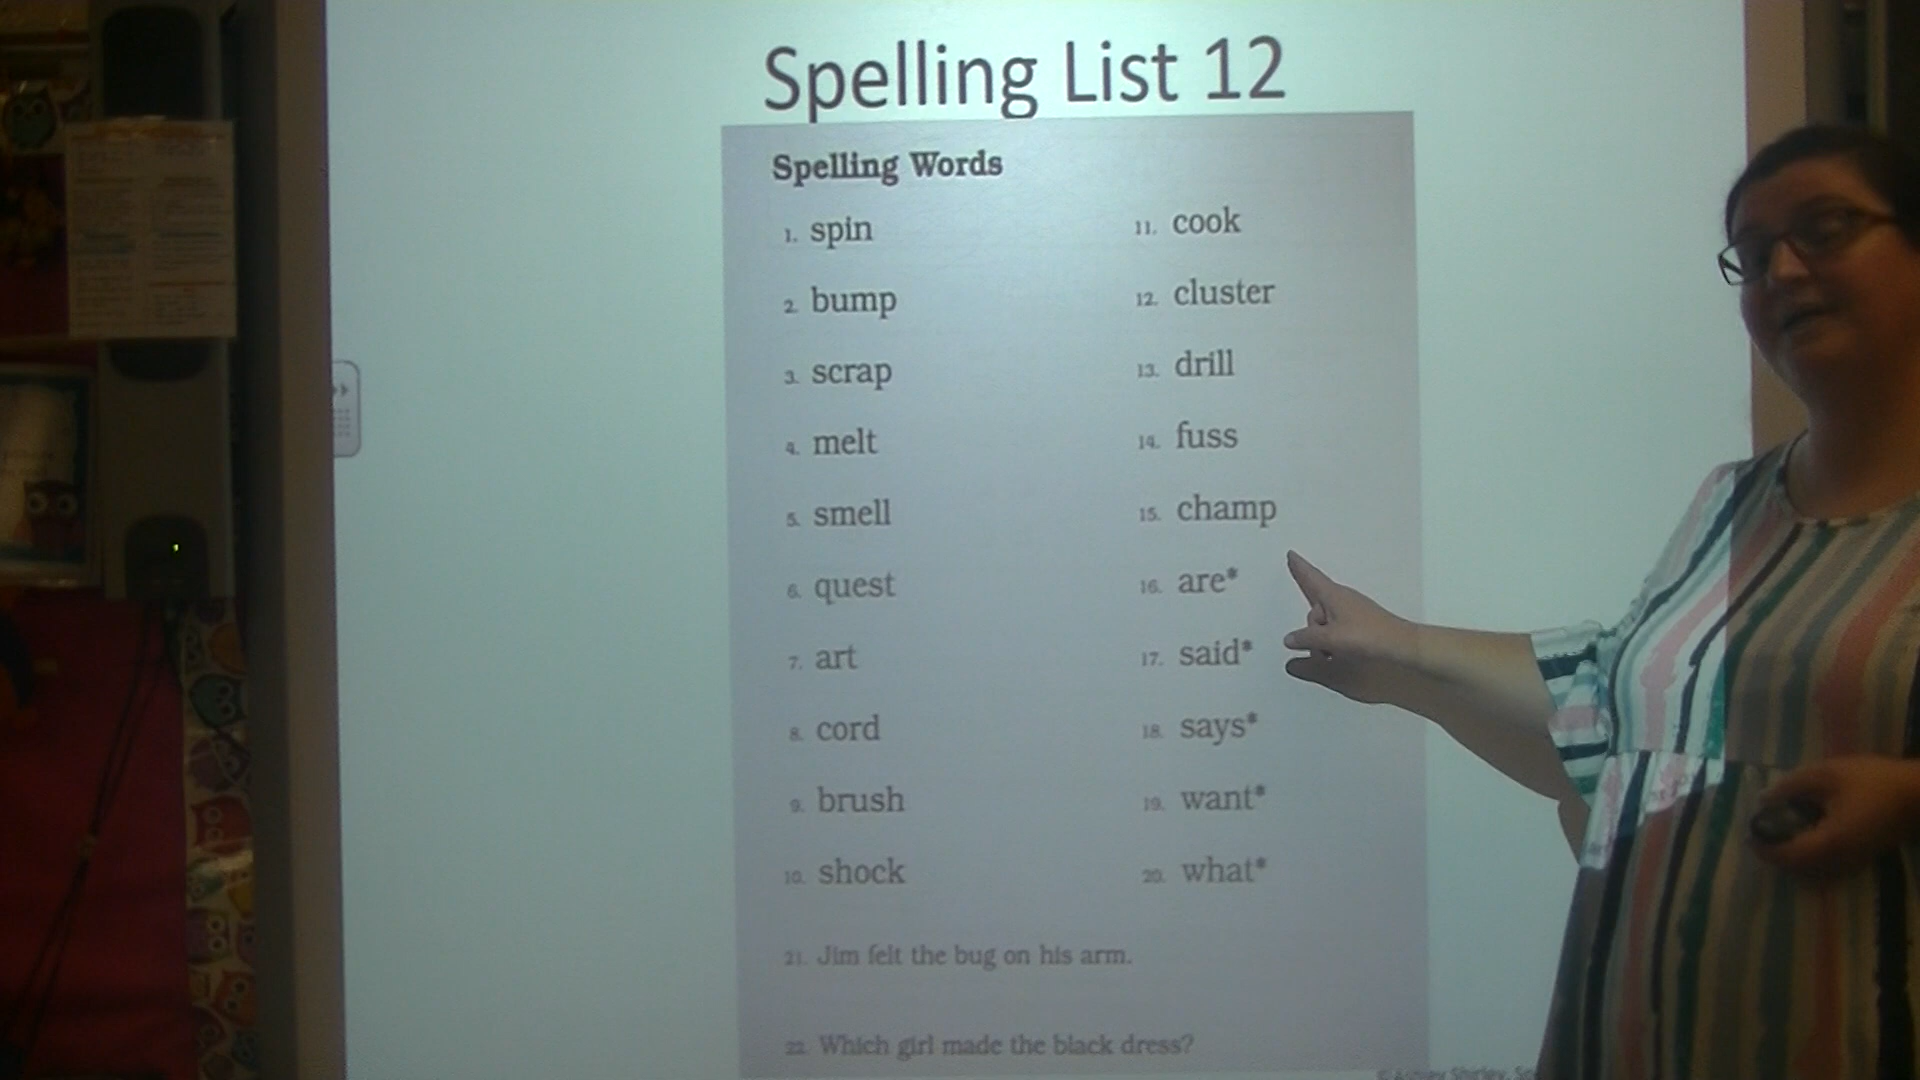 Spelling List 12
Spelling Words
1. spin
2. bump
3. scrap
4. melt
5. smell
6. quest
7. art
8. cord
9. brush
10. shock
11. cook
12. cluster
13. drill
14. fuss
15. champ
16. are*
17. said*
18. says*
19. want*
20. what*
21. Jim felt the bug on his arm.
22. Which girl made the black dress?